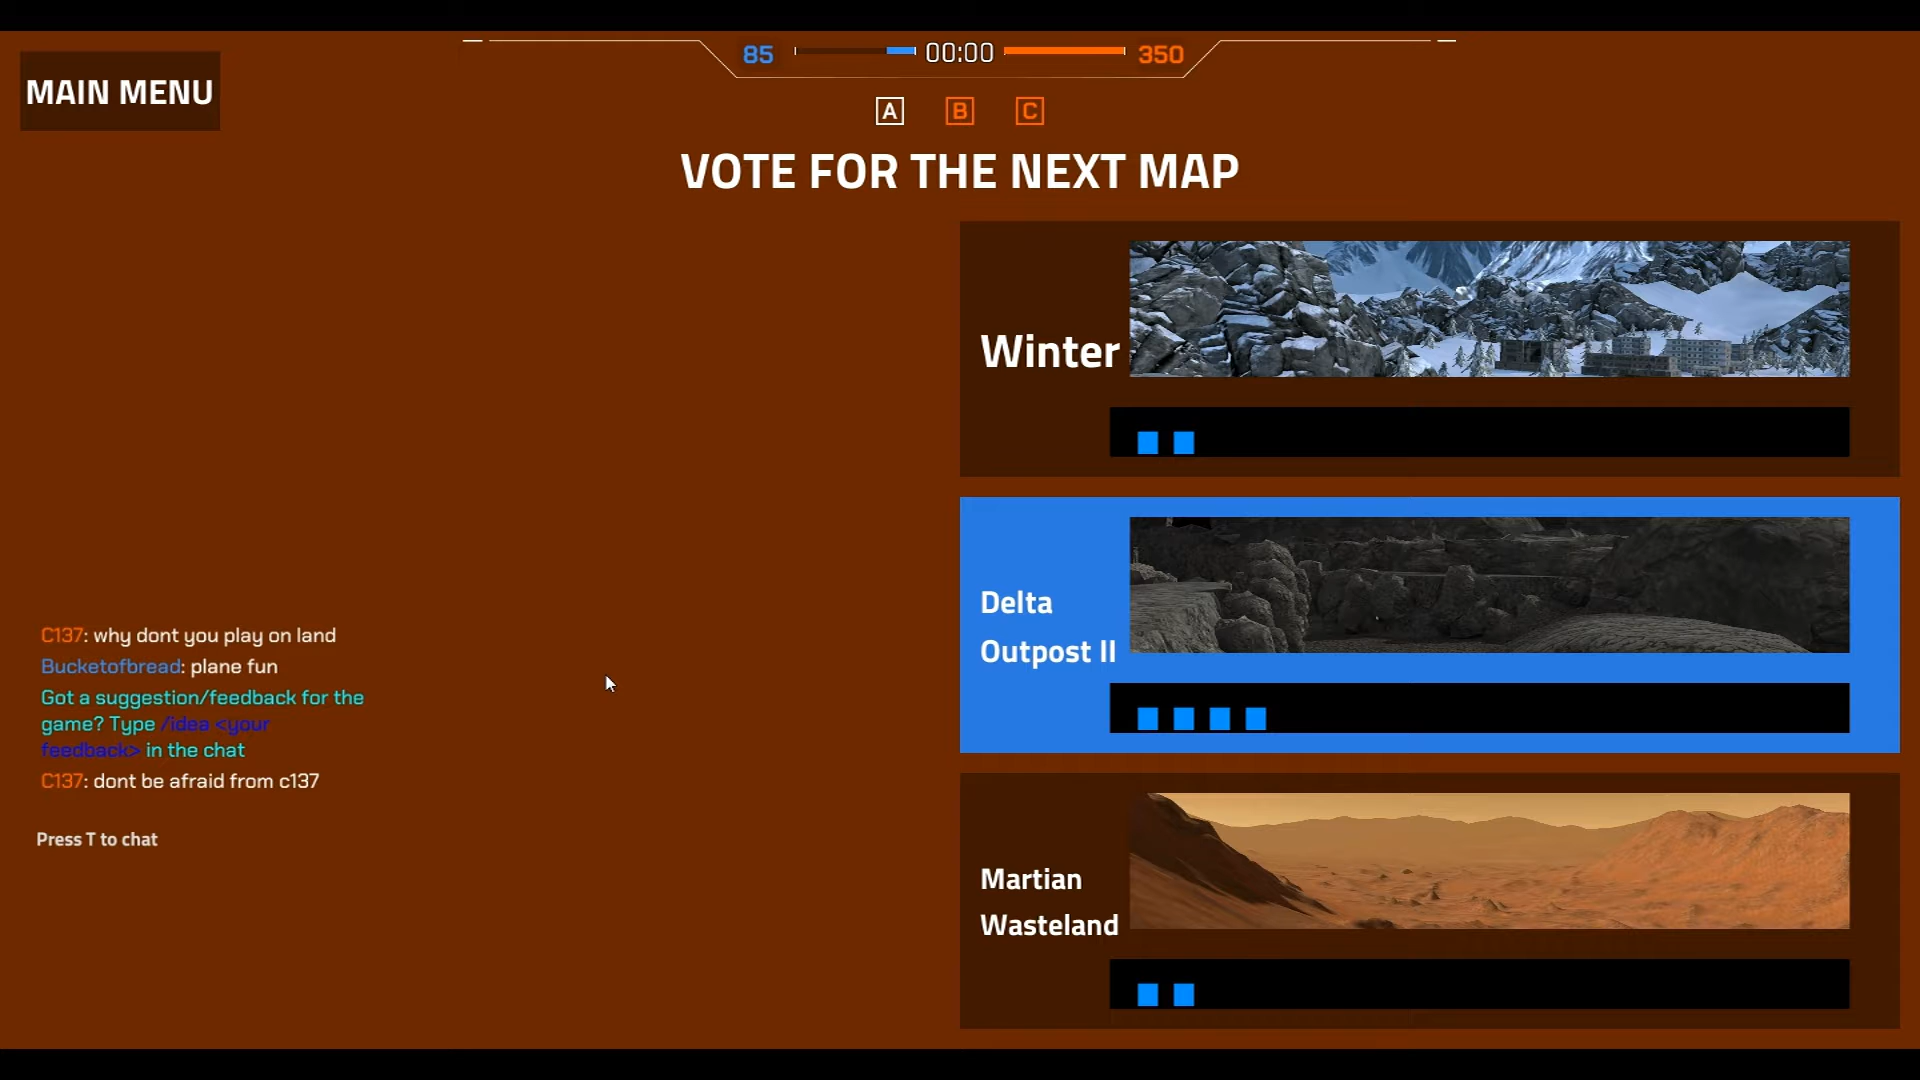 85 00:00 350
MAIN MENU
A B C
VOTE FOR THE NEXT MAP
Winter
Delta
Outpost II
Martian
Wasteland
C137: why dont you play on land
Bucketofbread: plane fun
Got a suggestion/feedback for the
game? Type /idea <your
feedback> in the chat
C137: dont be afraid from c137
Press T to chat